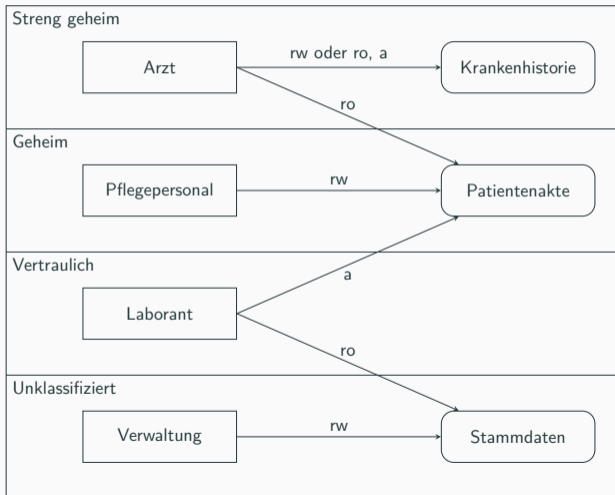 Streng geheim
Arzt
rw oder ro, a
Krankenhistorie
ro
Geheim
Pflegepersonal
rw
Patientenakte
Vertraulich
a
Laborant
ro
Unklassifiziert
Verwaltung
rw
Stammdaten